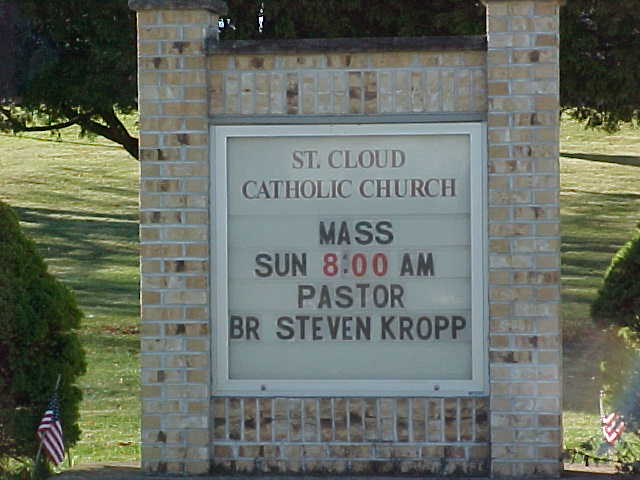 ST. CLOUD
CATHOLIC CHURCH
MASS
SUN 8:00 AM
PASTOR
BR STEVEN KROPP